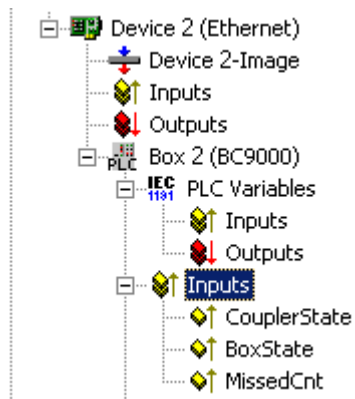 Device 2 (Ethernet)
Device 2-Image
Inputs
Outputs
PLC Box 2 (BC9000)
IEC 1131 PLC Variables
Inputs
Outputs
Inputs
CouplerState
BoxState
MissedCnt